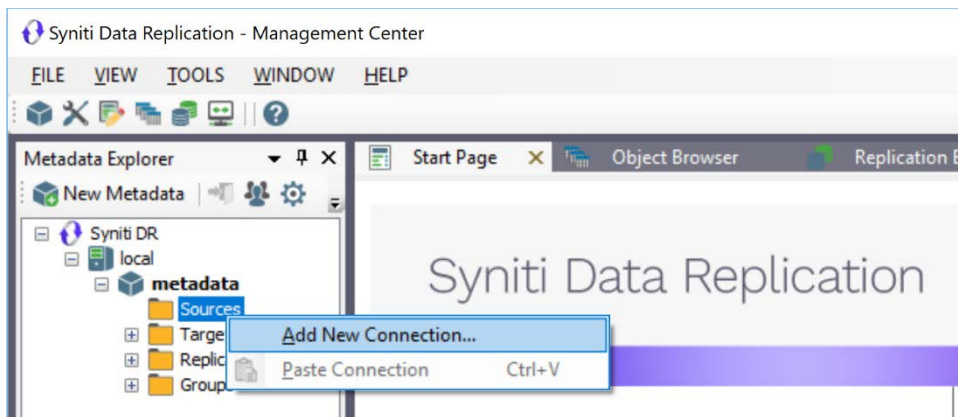 Syniti Data Replication - Management Center
FILE VIEW TOOLS WINDOW HELP
Metadata Explorer
Start Page Object Browser Replication
New Metadata
Syniti DR
local
metadata
Sources
Add New Connection...
Paste Connection Ctrl+V
Syniti Data Replication